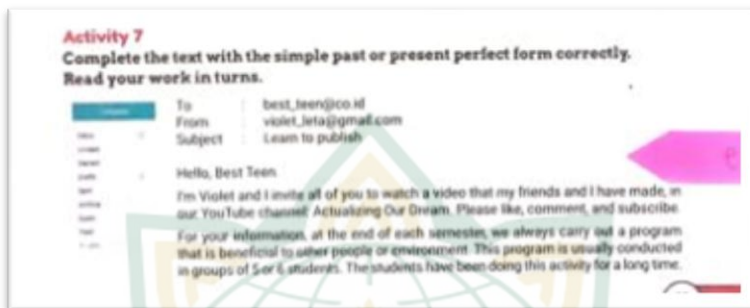 Activity 7
Complete the text with the simple past or present perfect form correctly.
Read your work in turns.
To : best_teen@co.id
From : violet_leta@gmail.com
Subject : Learn to publish
Hello, Best Teen
I'm Violet and I invite all of you to watch a video that my friends and I have made, in
our YouTube channel: Actualizing Our Dream. Please like, comment, and subscribe.
For your information, at the end of each semester, we always carry out a program
that is beneficial to other people or environment. This program is usually conducted
in groups of 5 or 6 students. The students have been doing this activity for a long time.